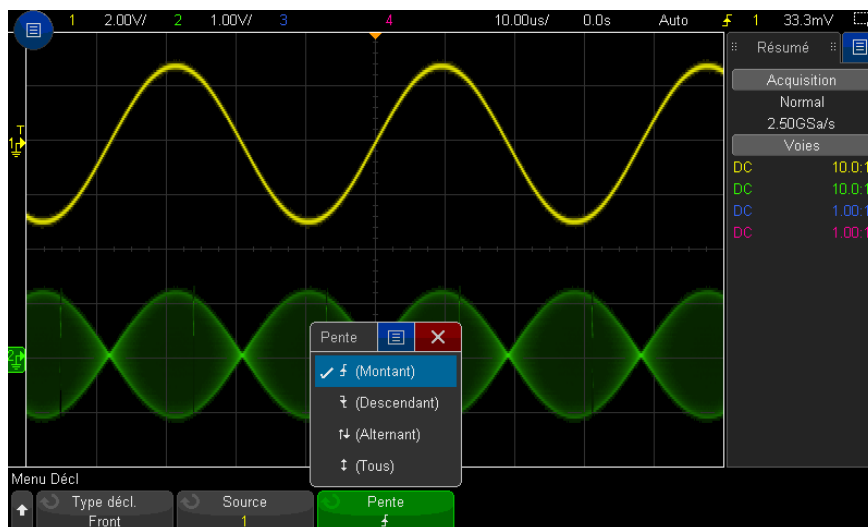 1 2.00V/ 2 1.00V/ 3 4 10.00us/ 0.0s Auto 1 33.3mV
Résumé
Acquisition
Normal
2.50GSa/s
Voies
DC 10.0:1
DC 10.0:1
DC 1.00:1
DC 1.00:1
T
1
2
Pente
(Montant)
(Descendant)
(Alternant)
(Tous)
Menu Décl
Type décl. Source Pente
Front 1